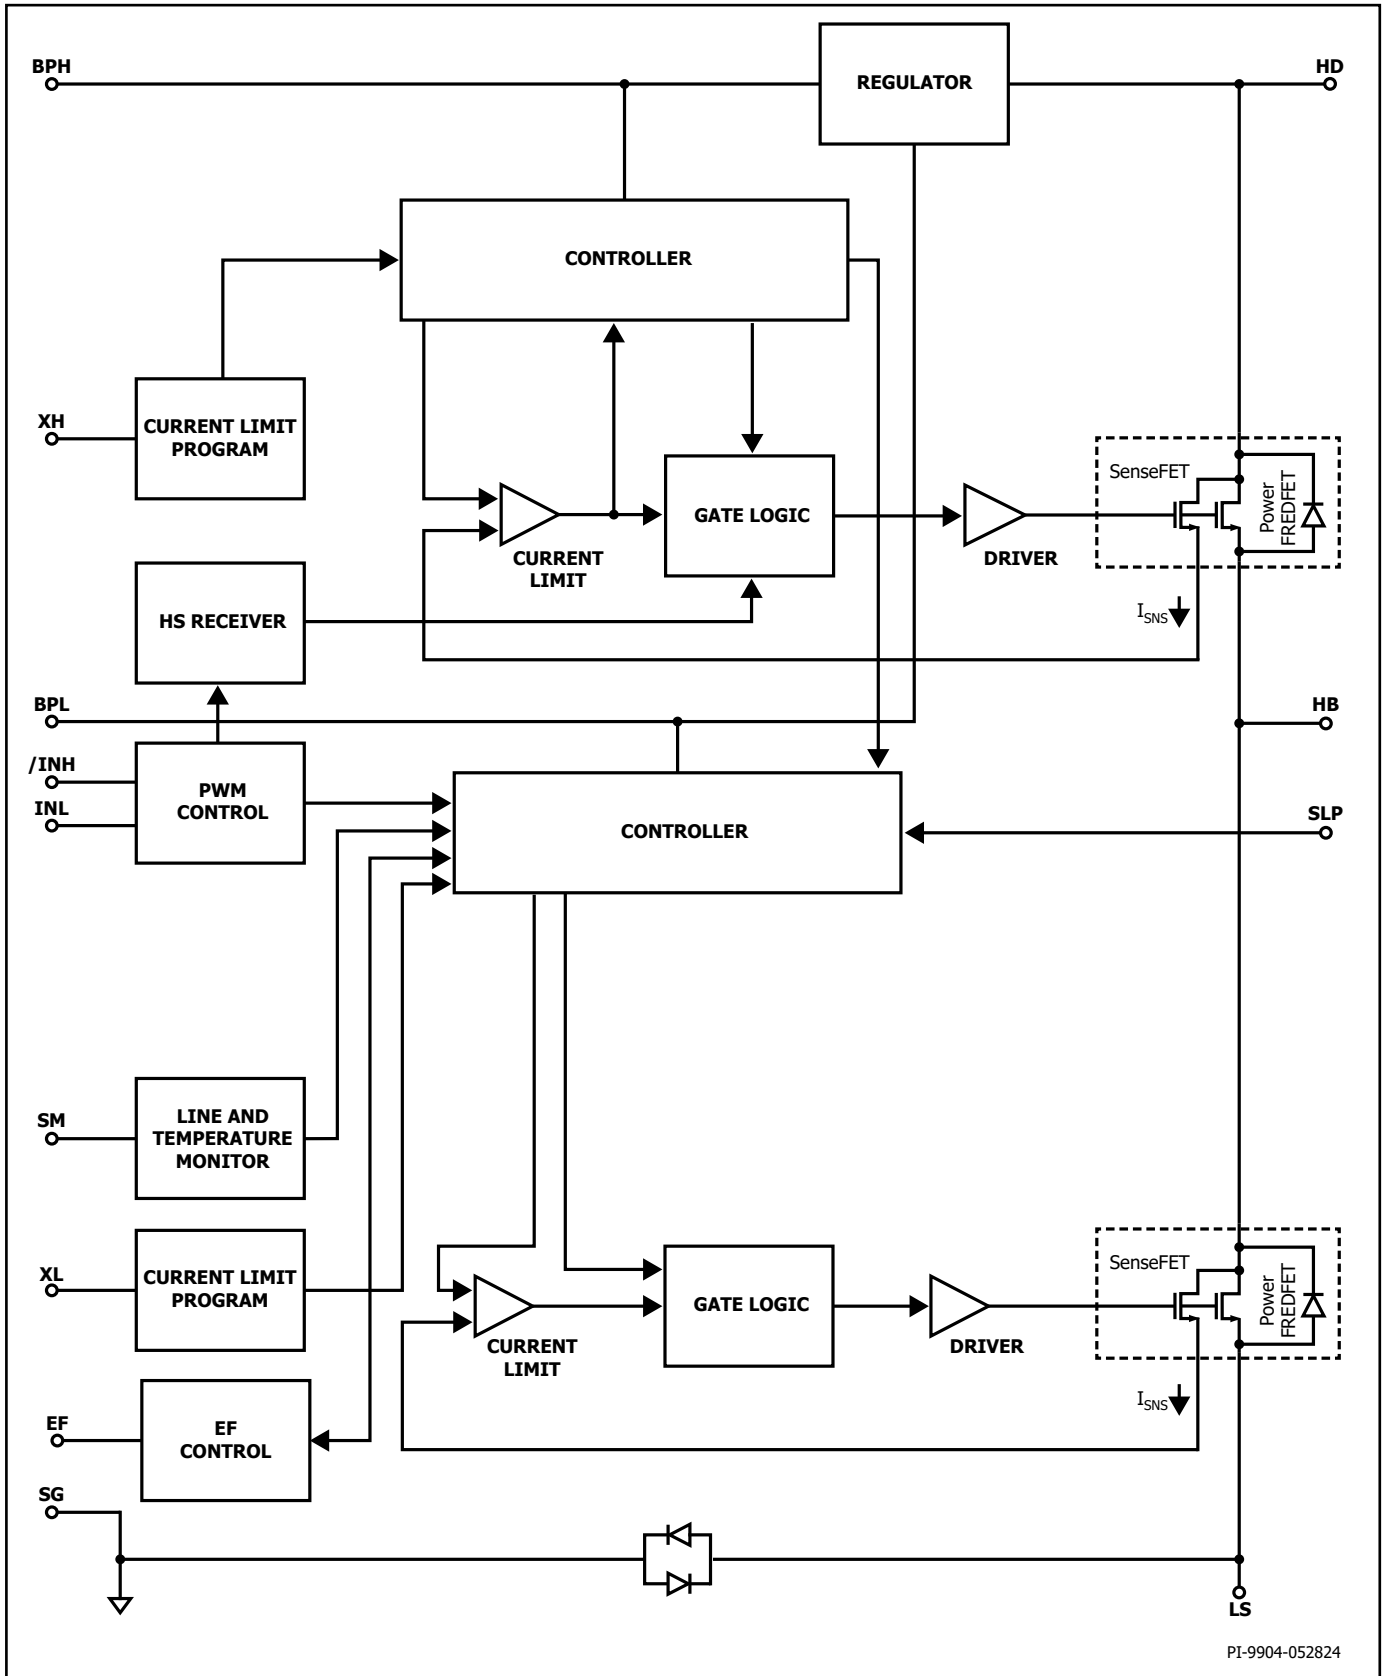 BPH
REGULATOR
HD
CONTROLLER
XH
CURRENT LIMIT
PROGRAM
SenseFET
Power
FREDFET
GATE LOGIC
CURRENT
LIMIT
DRIVER
HS RECEIVER
ISNS
BPL
HB
/INH
INL
PWM
CONTROL
CONTROLLER
SLP
SM
LINE AND
TEMPERATURE
MONITOR
XL
CURRENT LIMIT
PROGRAM
SenseFET
Power
FREDFET
GATE LOGIC
CURRENT
LIMIT
DRIVER
ISNS
EF
EF
CONTROL
SG
LS
PI-9904-052824